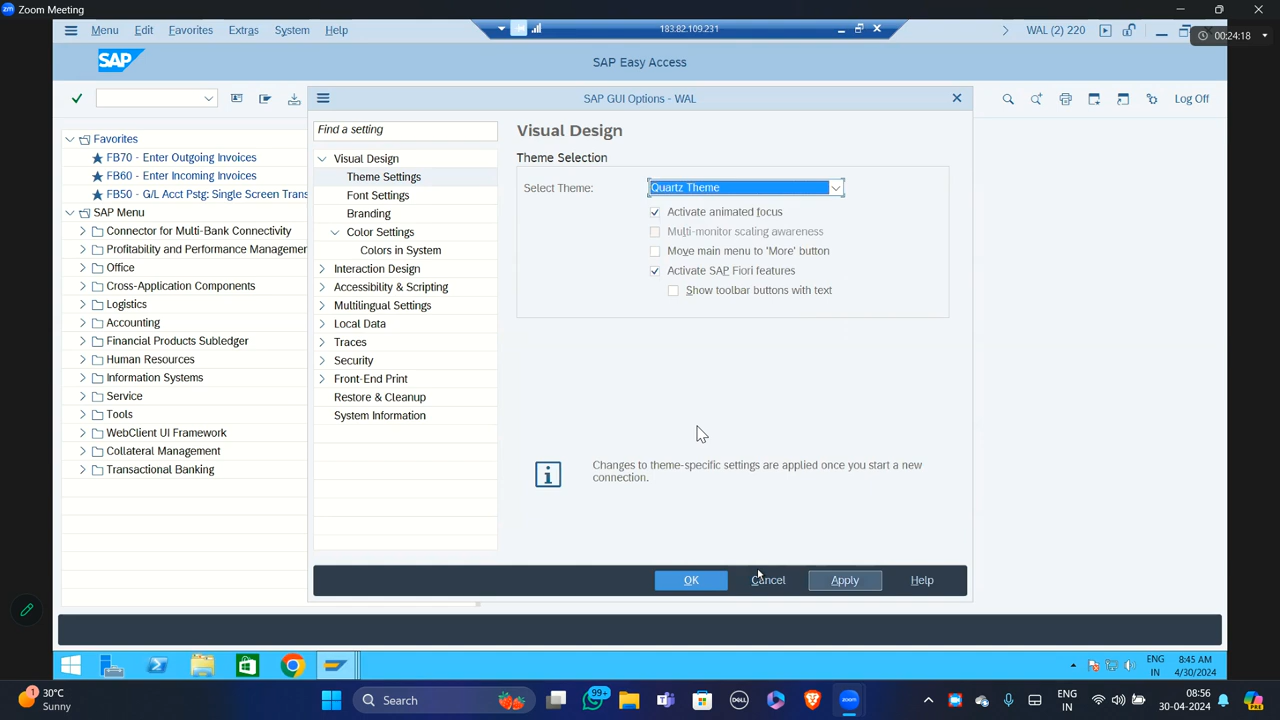 Zoom Meeting
Menu Edit Favorites Extras System Help
183.82.109.231
WAL (2) 220
00:24:18
SAP
SAP Easy Access
SAP GUI Options - WAL
Log Off
Find a setting
Visual Design
Theme Settings
Font Settings
Branding
Color Settings
Colors in System
Interaction Design
Accessibility & Scripting
Multilingual Settings
Local Data
Traces
Security
Front-End Print
Restore & Cleanup
System Information
Visual Design
Theme Selection
Select Theme:
Quartz Theme
Activate animated focus
Multi-monitor scaling awareness
Move main menu to 'More' button
Activate SAP Fiori features
Show toolbar buttons with text
Changes to theme-specific settings are applied once you start a new
connection.
OK Cancel Apply Help
Favorites
FB70 - Enter Outgoing Invoices
FB60 - Enter Incoming Invoices
FB50 - G/L Acct Pstg: Single Screen Trans
SAP Menu
Connector for Multi-Bank Connectivity
Profitability and Performance Managemer
Office
Cross-Application Components
Logistics
Accounting
Financial Products Subledger
Human Resources
Information Systems
Service
Tools
WebClient UI Framework
Collateral Management
Transactional Banking
ENG
IN
8:45 AM
4/30/2024
30°C
Sunny
1
Search
99+
DELL
ENG
IN
08:56
30-04-2024
PRE